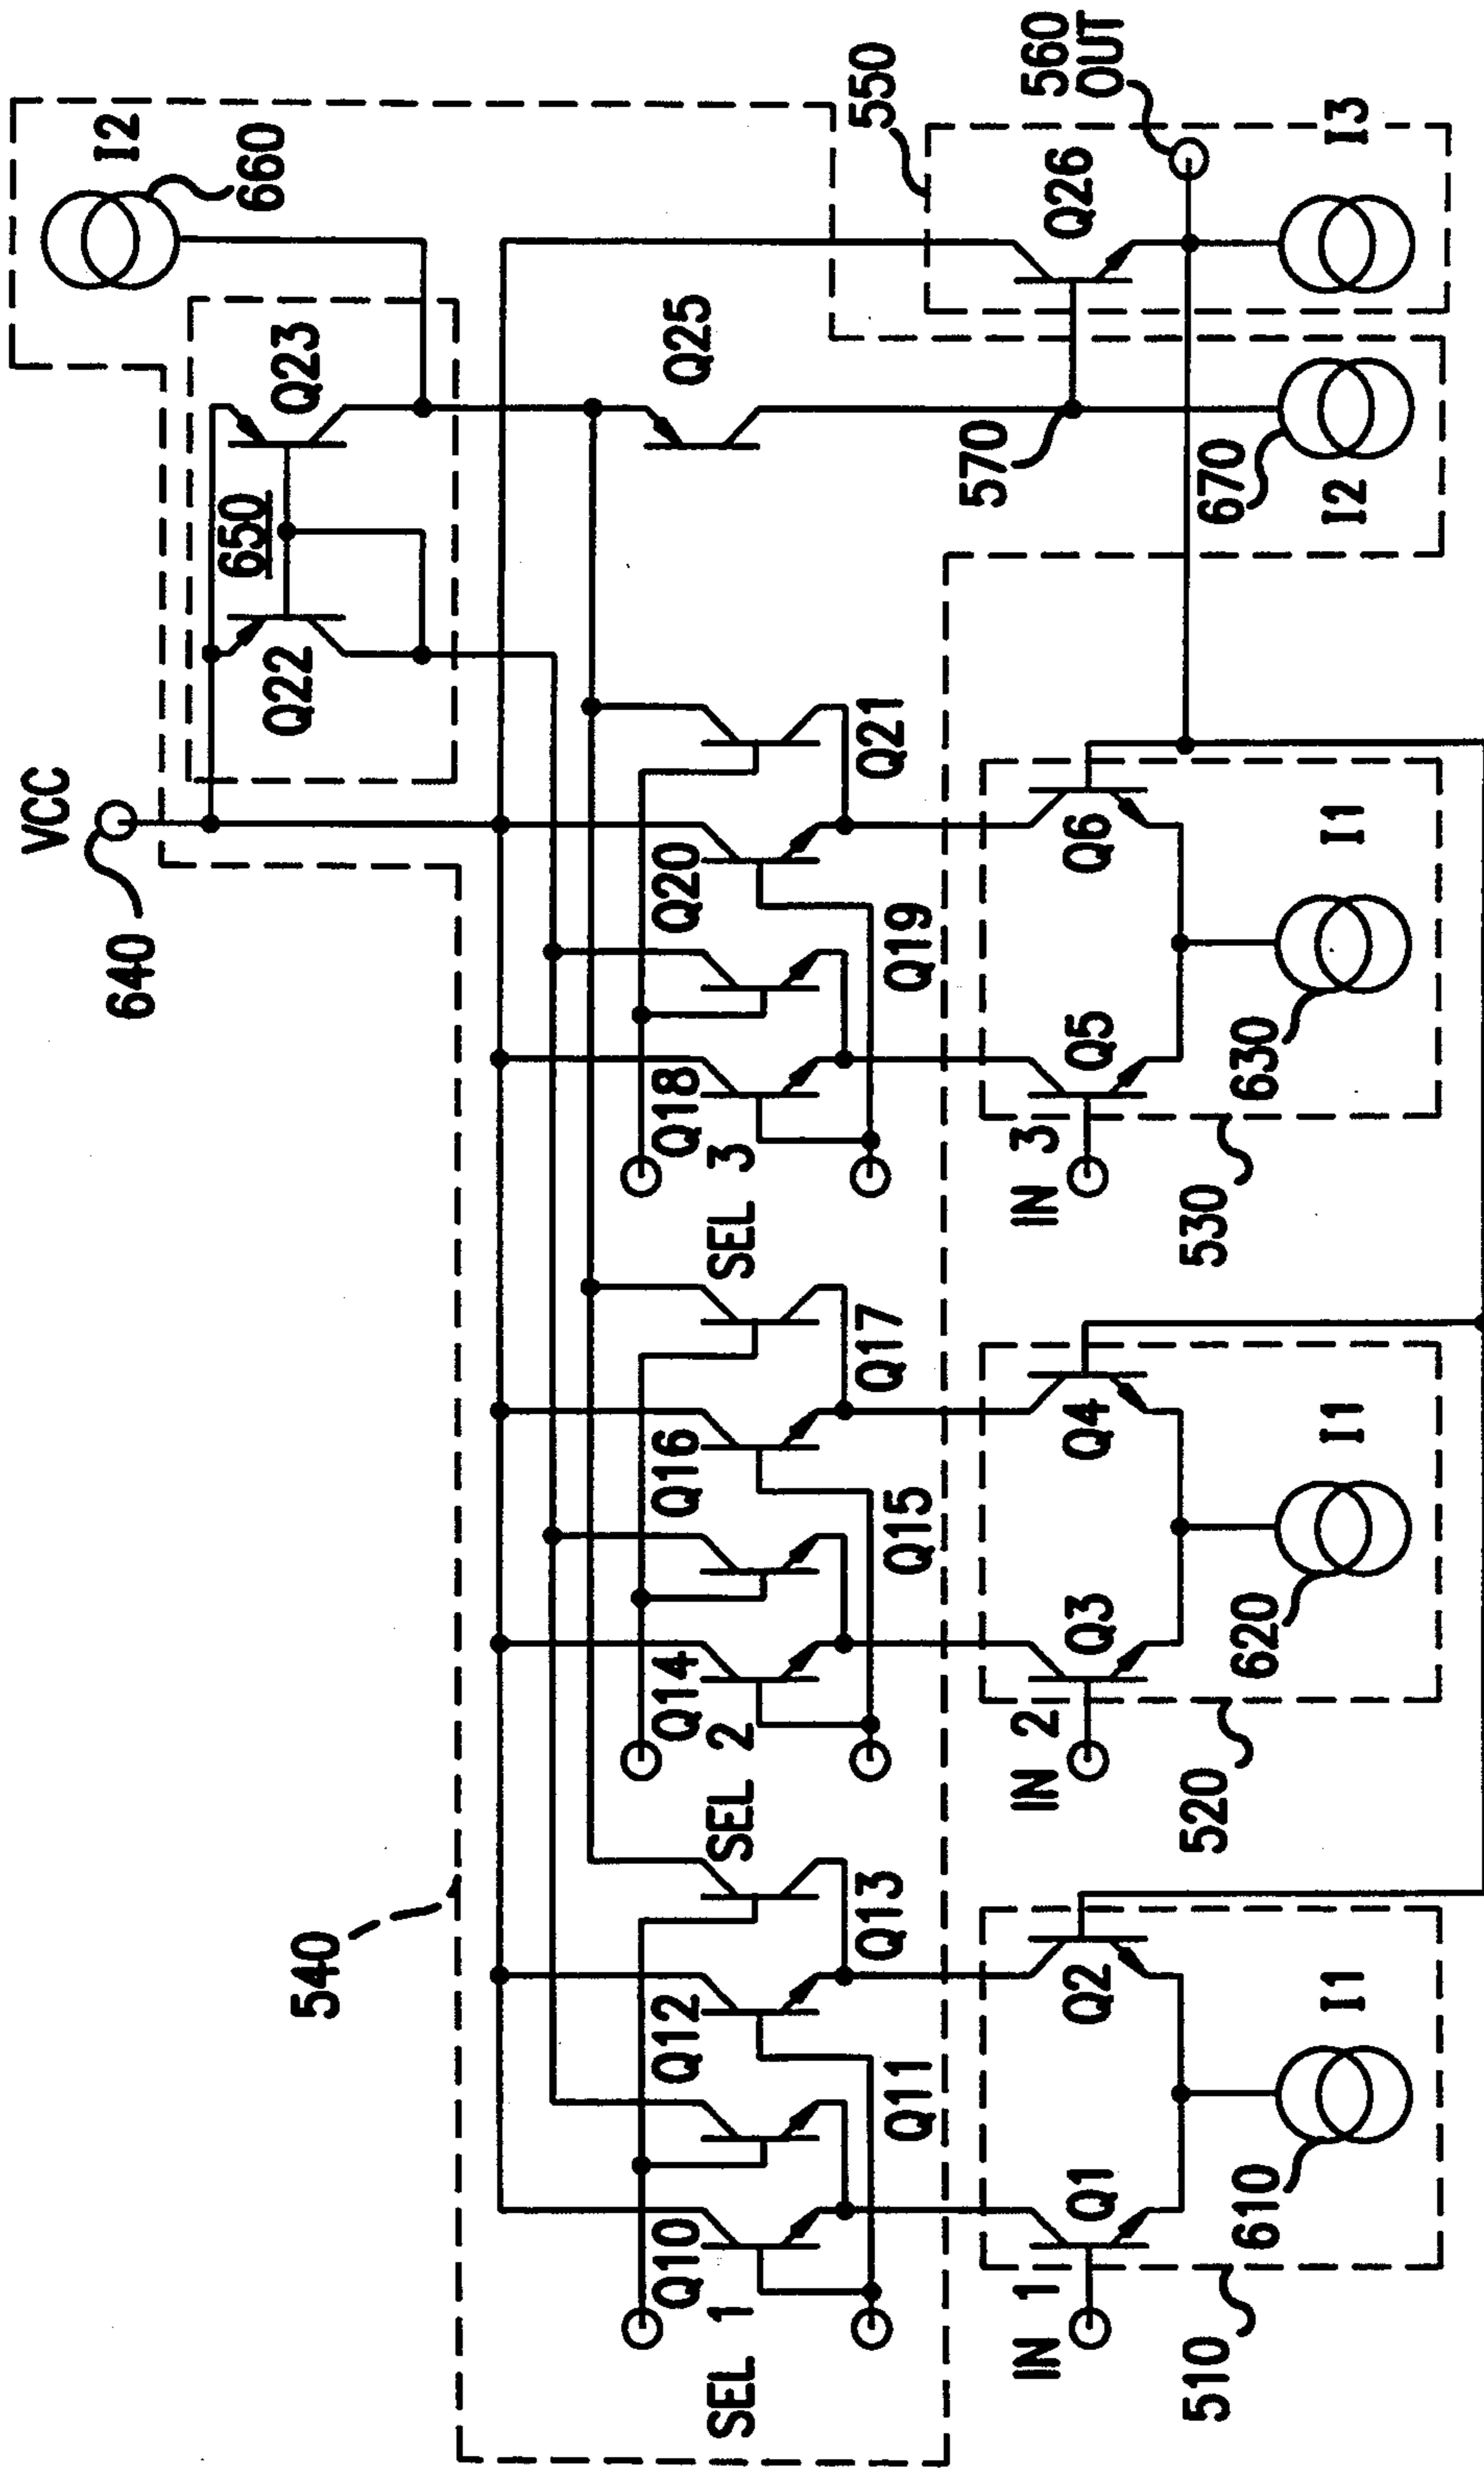 VCC
640
I2
660
650
Q22
Q23
540
Q25
550
Q26
560
OUT
I3
570
670
I2
Q10
Q11
Q12
Q13
SEL 1
Q14
Q15
Q16
Q17
SEL 2
Q18
Q19
Q20
Q21
SEL 3
IN 1
Q1
Q2
610
I1
510
IN 2
Q3
Q4
620
I1
520
IN 3
Q5
Q6
630
I1
530